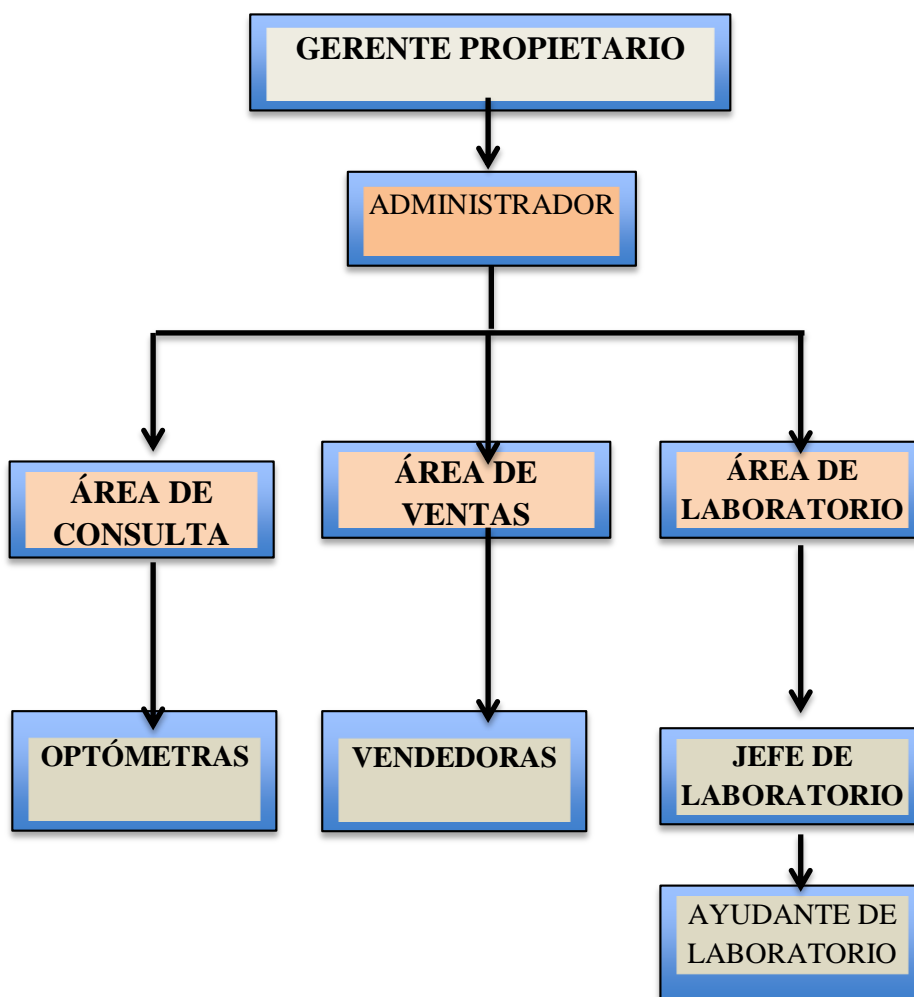 GERENTE PROPIETARIO
ADMINISTRADOR
ÁREA DE
CONSULTA
ÁREA DE
VENTAS
ÁREA DE
LABORATORIO
OPTÓMETRAS
VENDEDORAS
JEFE DE
LABORATORIO
AYUDANTE DE
LABORATORIO